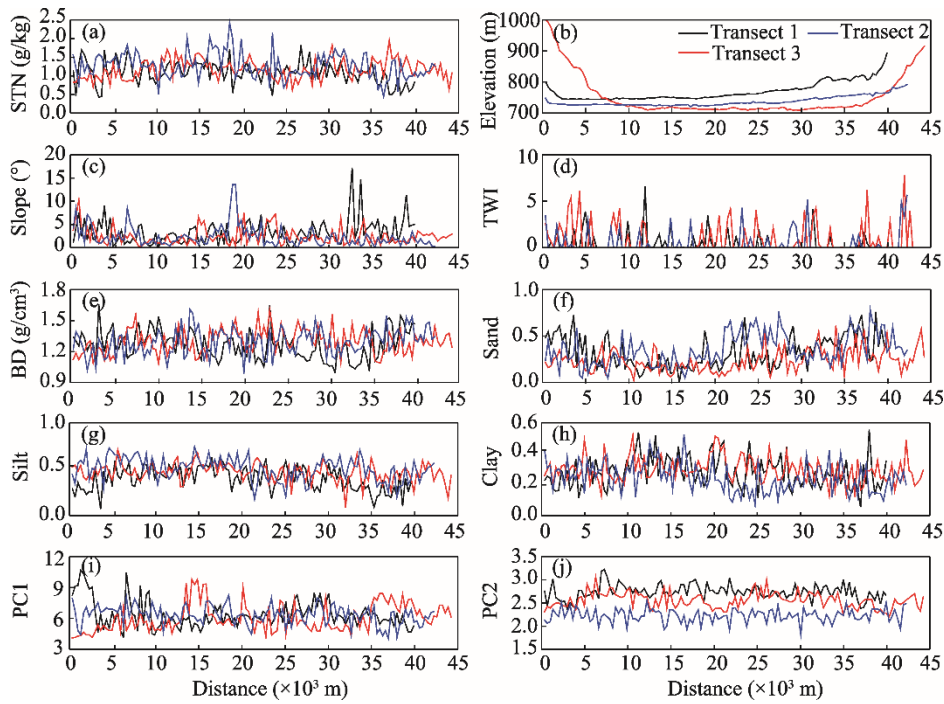 2.5
2.0
1.5
1.0
0.5
0.0
STN (g/kg)
(a)
0 5 10 15 20 25 30 35 40 45
1000
900
800
700
Elevation (m)
(b)
Transect 1 Transect 2
Transect 3
0 5 10 15 20 25 30 35 40 45
20
15
10
5
0
Slope (°)
(c)
0 5 10 15 20 25 30 35 40 45
10
5
0
TWI
(d)
0 5 10 15 20 25 30 35 40 45
1.8
1.5
1.2
0.9
BD (g/cm³)
(e)
0 5 10 15 20 25 30 35 40 45
1.0
0.5
0.0
Sand
(f)
0 5 10 15 20 25 30 35 40 45
1.0
0.5
0.0
Silt
(g)
0 5 10 15 20 25 30 35 40 45
0.6
0.4
0.2
0.0
Clay
(h)
0 5 10 15 20 25 30 35 40 45
12
9
6
3
PC1
(i)
0 5 10 15 20 25 30 35 40 45
Distance (×10³ m)
3.5
3.0
2.5
2.0
1.5
PC2
(j)
0 5 10 15 20 25 30 35 40 45
Distance (×10³ m)